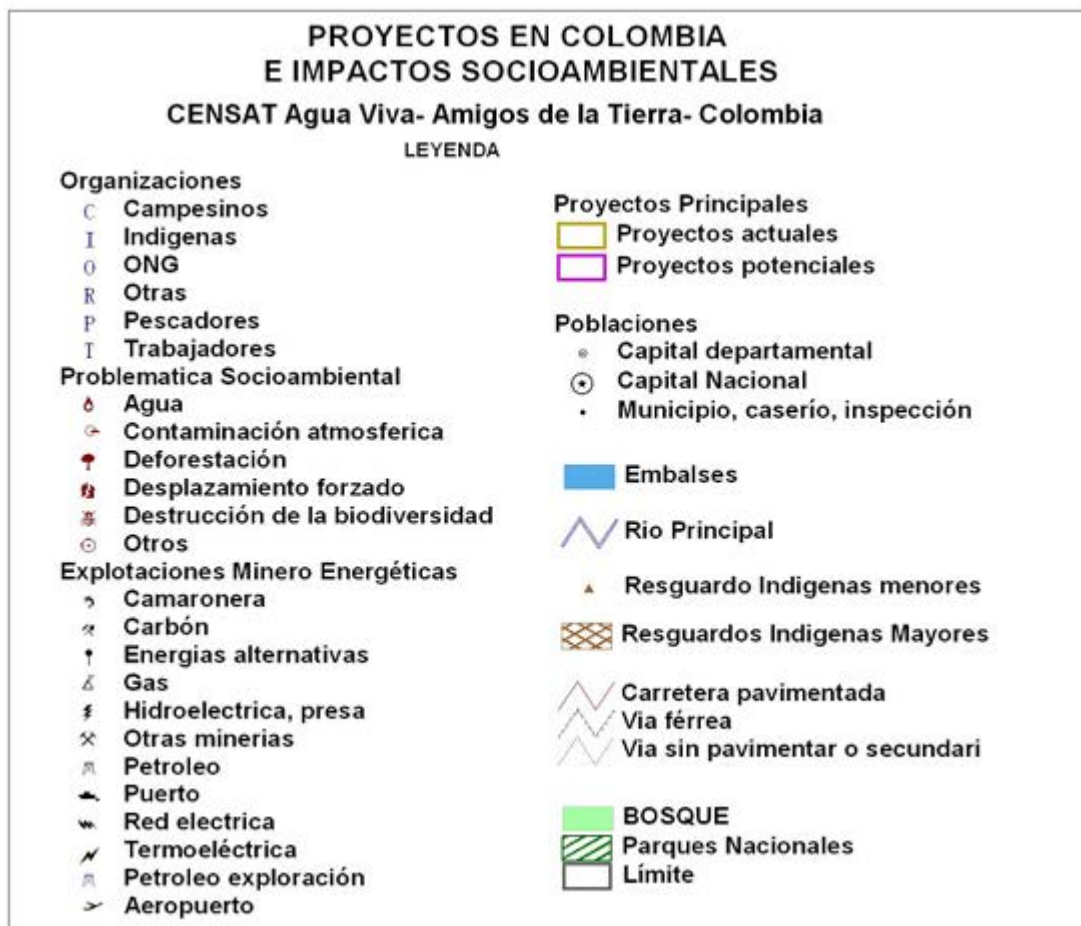 PROYECTOS EN COLOMBIA
E IMPACTOS SOCIOAMBIENTALES
CENSAT Agua Viva- Amigos de la Tierra- Colombia
LEYENDA
Organizaciones
C Campesinos
I Indigenas
O ONG
R Otras
P Pescadores
T Trabajadores
Problematica Socioambiental
Agua
Contaminación atmosferica
Deforestación
Desplazamiento forzado
Destrucción de la biodiversidad
Otros
Explotaciones Minero Energéticas
Camaronera
Carbón
Energias alternativas
Gas
Hidroelectrica, presa
Otras minerias
Petroleo
Puerto
Red electrica
Termoeléctrica
Petroleo exploración
Aeropuerto
Proyectos Principales
Proyectos actuales
Proyectos potenciales
Poblaciones
Capital departamental
Capital Nacional
Municipio, caserío, inspección
Embalses
Rio Principal
Resguardo Indigenas menores
Resguardos Indigenas Mayores
Carretera pavimentada
Via férrea
Via sin pavimentar o secundari
BOSQUE
Parques Nacionales
Límite